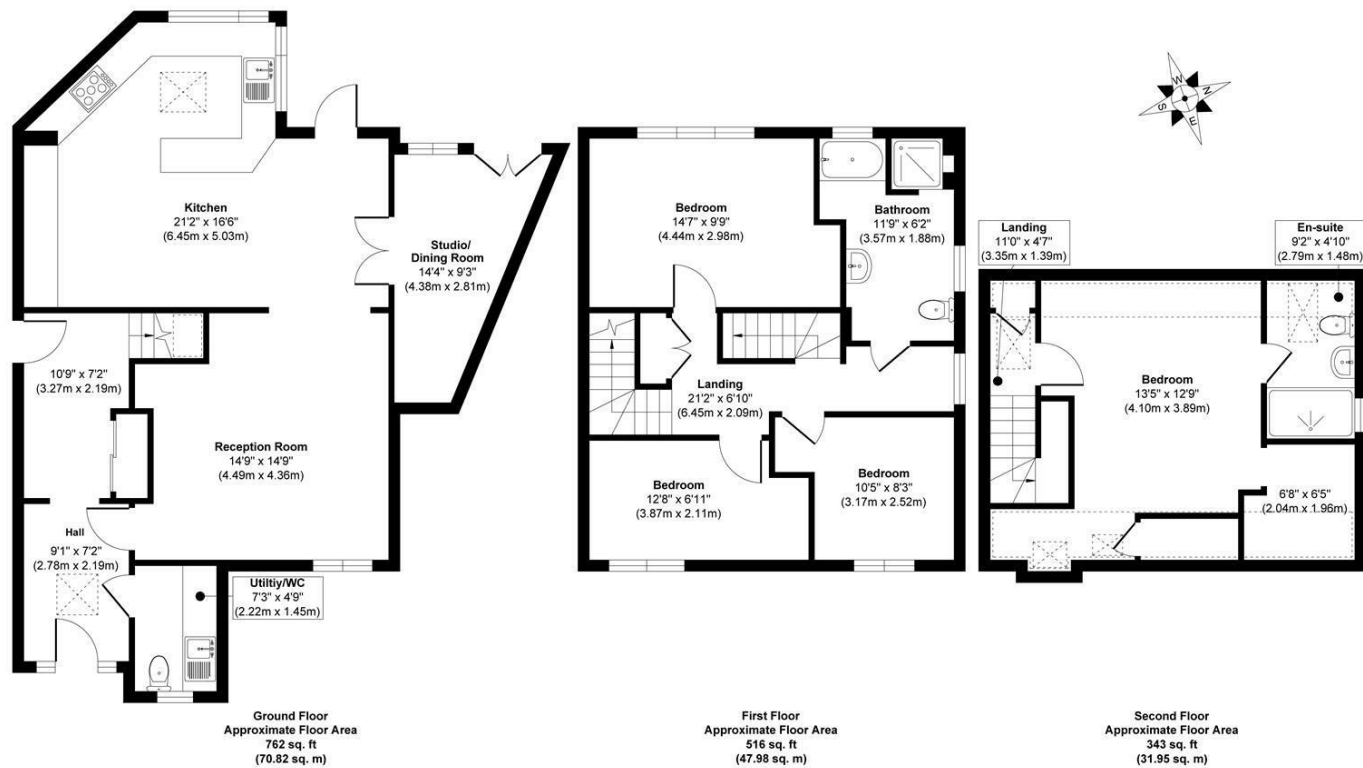 Kitchen
21'2" x 16'6"
(6.45m x 5.03m)
Studio/
Dining Room
14'4" x 9'3"
(4.38m x 2.81m)
10'9" x 7'2"
(3.27m x 2.19m)
Reception Room
14'9" x 14'9"
(4.49m x 4.36m)
Hall
9'1" x 7'2"
(2.78m x 2.19m)
Utiltiy/WC
7'3" x 4'9"
(2.22m x 1.45m)
Ground Floor
Approximate Floor Area
762 sq. ft
(70.82 sq. m)
Bedroom
14'7" x 9'9"
(4.44m x 2.98m)
Bathroom
11'9" x 6'2"
(3.57m x 1.88m)
Landing
21'2" x 6'10"
(6.45m x 2.09m)
Bedroom
12'8" x 6'11"
(3.87m x 2.11m)
Bedroom
10'5" x 8'3"
(3.17m x 2.52m)
First Floor
Approximate Floor Area
516 sq. ft
(47.98 sq. m)
W
N
S
E
Landing
11'0" x 4'7"
(3.35m x 1.39m)
En-suite
9'2" x 4'10"
(2.79m x 1.48m)
Bedroom
13'5" x 12'9"
(4.10m x 3.89m)
6'8" x 6'5"
(2.04m x 1.96m)
Second Floor
Approximate Floor Area
343 sq. ft
(31.95 sq. m)